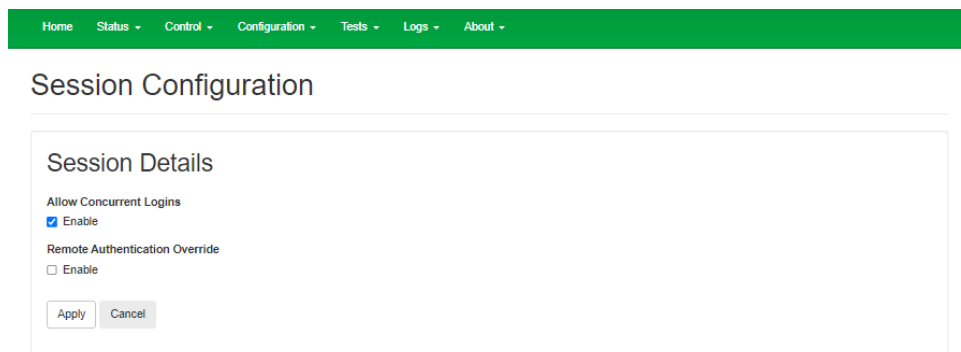 Home Status Control Configuration Tests Logs About
Session Configuration
Session Details
Allow Concurrent Logins
Enable
Remote Authentication Override
Enable
Apply Cancel